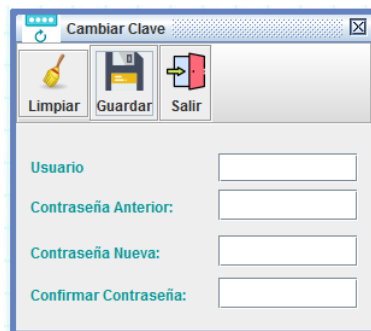 Cambiar Clave
Limpiar Guardar Salir
Usuario
Contraseña Anterior:
Contraseña Nueva:
Confirmar Contraseña: